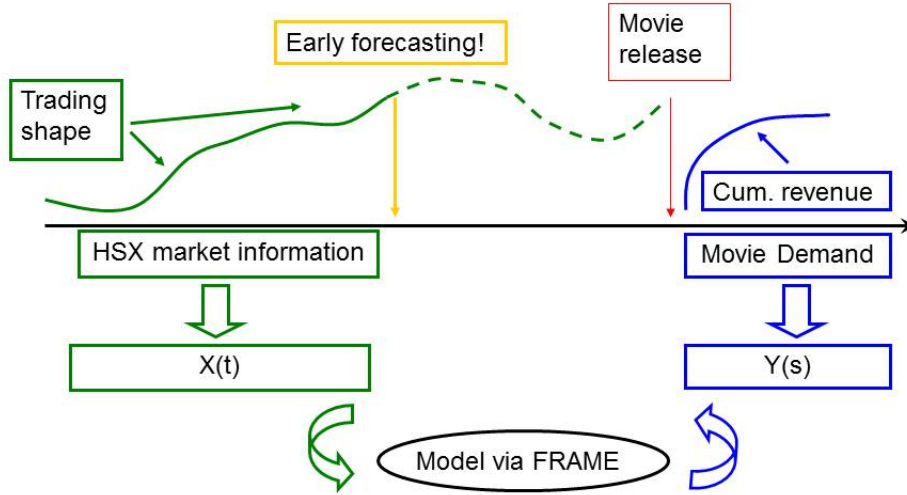 Early forecasting!
Movie
release
Trading
shape
Cum. revenue
HSX market information
Movie Demand
X(t)
Y(s)
Model via FRAME